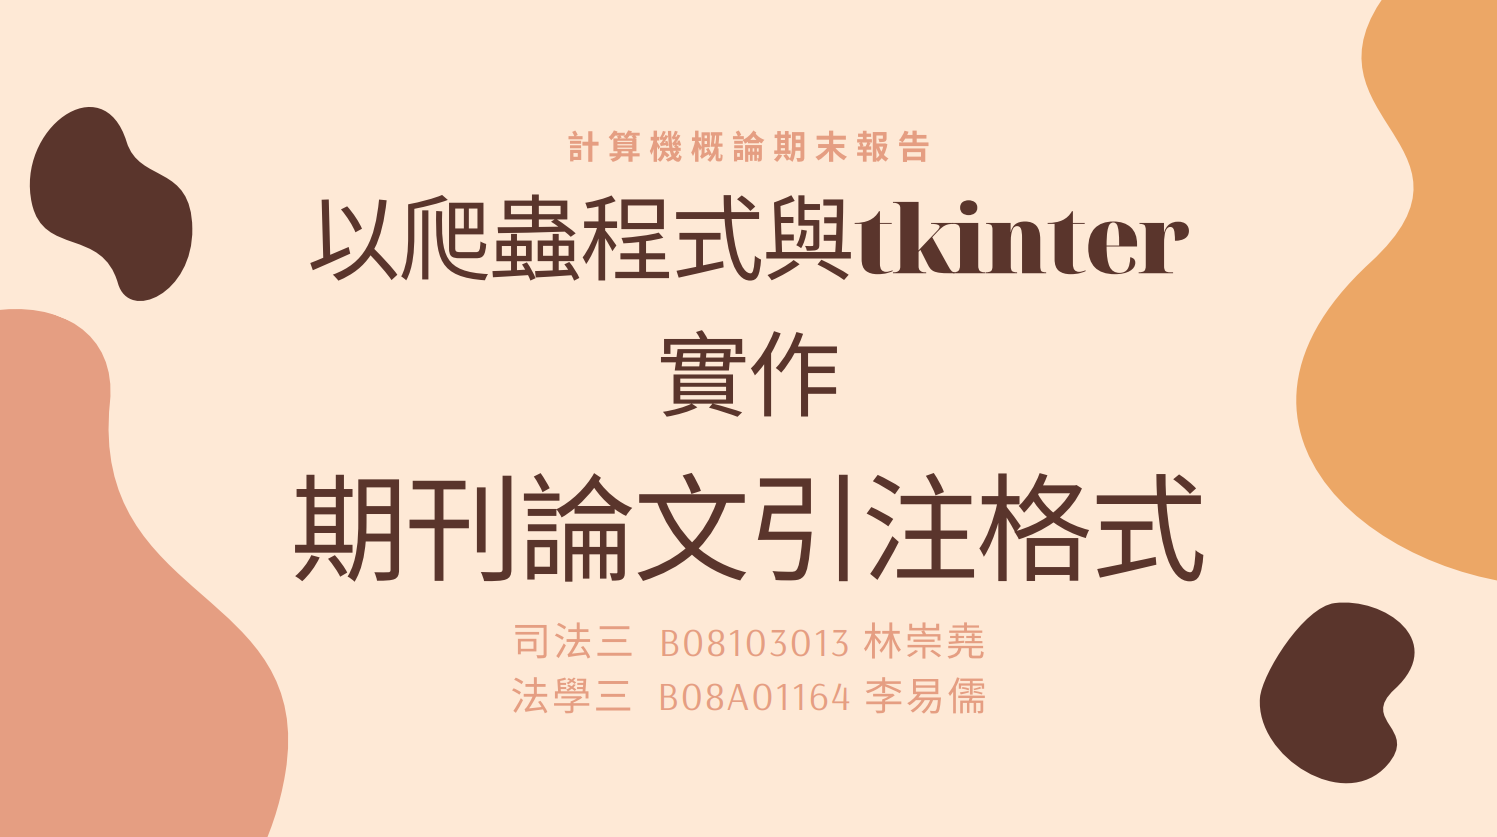 計算機概論期末報告
以爬蟲程式與tkinter
實作
期刊論文引注格式
司法三 B08103013 林崇堯
法學三 B08A01164 李易儒